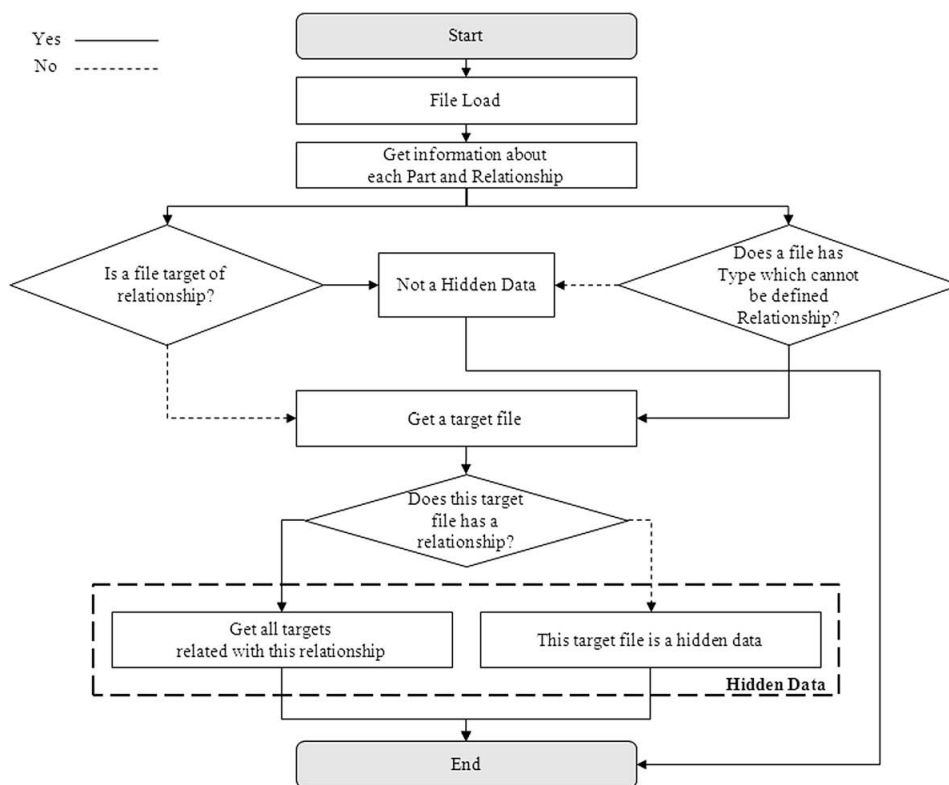 Yes
No
Start
File Load
Get information about
each Part and Relationship
Is a file target of
relationship?
Not a Hidden Data
Does a file has
Type which cannot
be defined
Relationship?
Get a target file
Does this target
file has a
relationship?
Get all targets
related with this relationship
This target file is a hidden data
Hidden Data
End